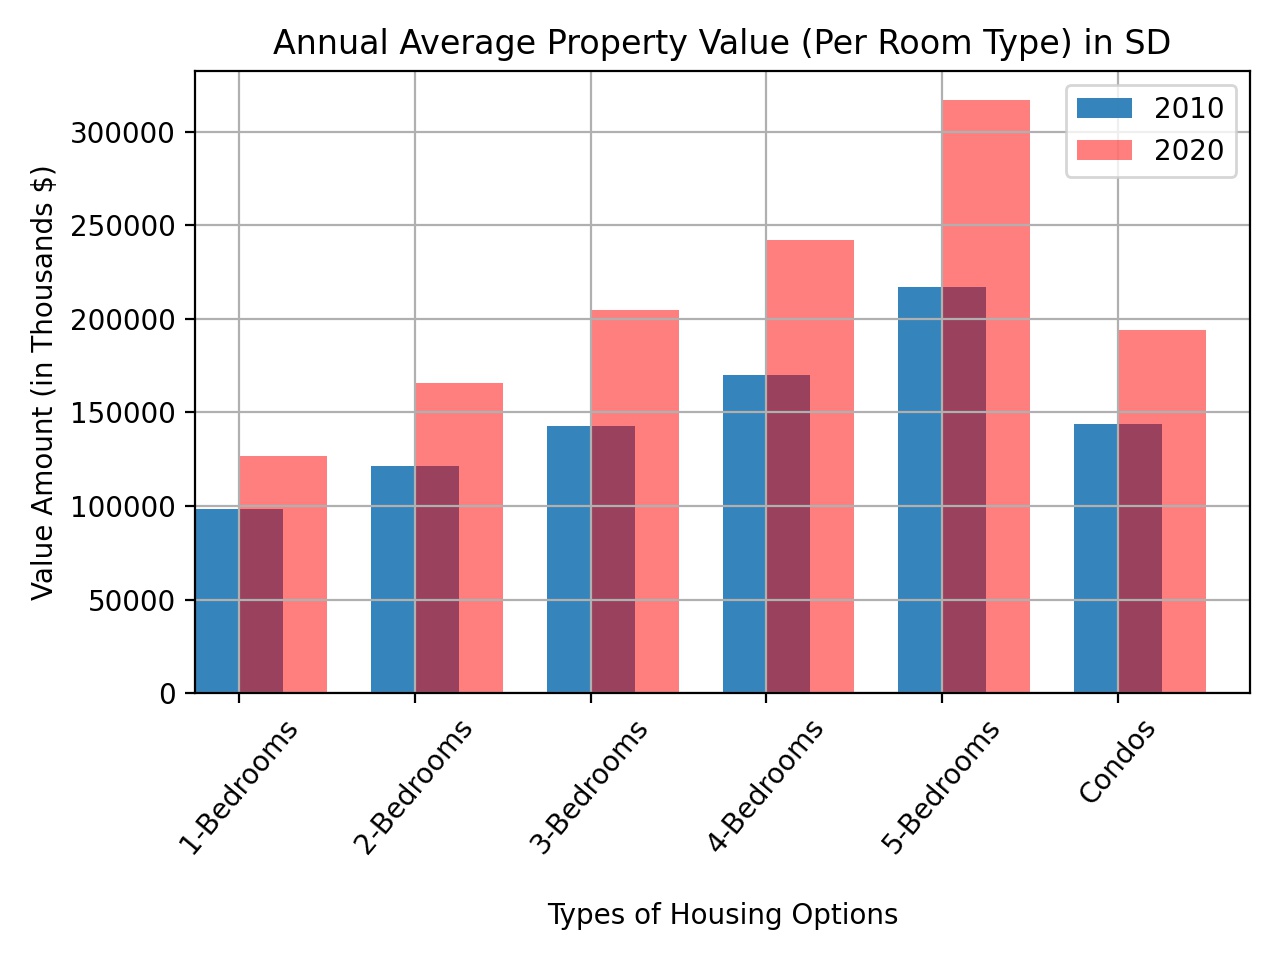 Annual Average Property Value (Per Room Type) in SD
2010
2020
Value Amount (in Thousands $)
300000
250000
200000
150000
100000
50000
0
1-Bedrooms
2-Bedrooms
3-Bedrooms
4-Bedrooms
5-Bedrooms
Condos
Types of Housing Options